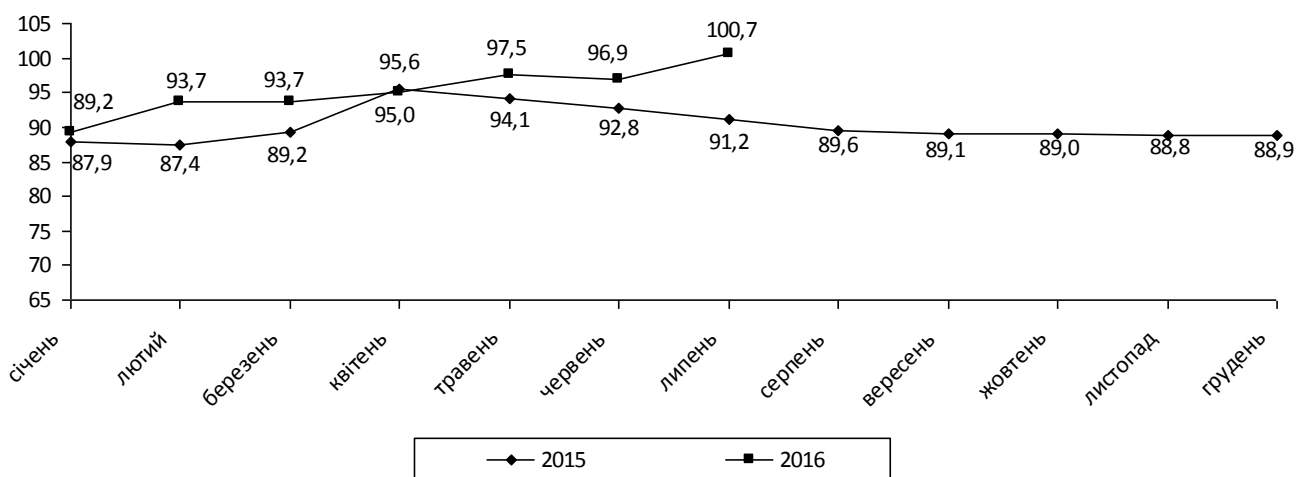 105
100
95
90
85
80
75
70
65
89,2
93,7
93,7
95,6
97,5
96,9
100,7
87,9
87,4
89,2
95,0
94,1
92,8
91,2
89,6
89,1
89,0
88,8
88,9
січень
лютий
березень
квітень
травень
червень
липень
серпень
вересень
жовтень
листопад
грудень
2015
2016